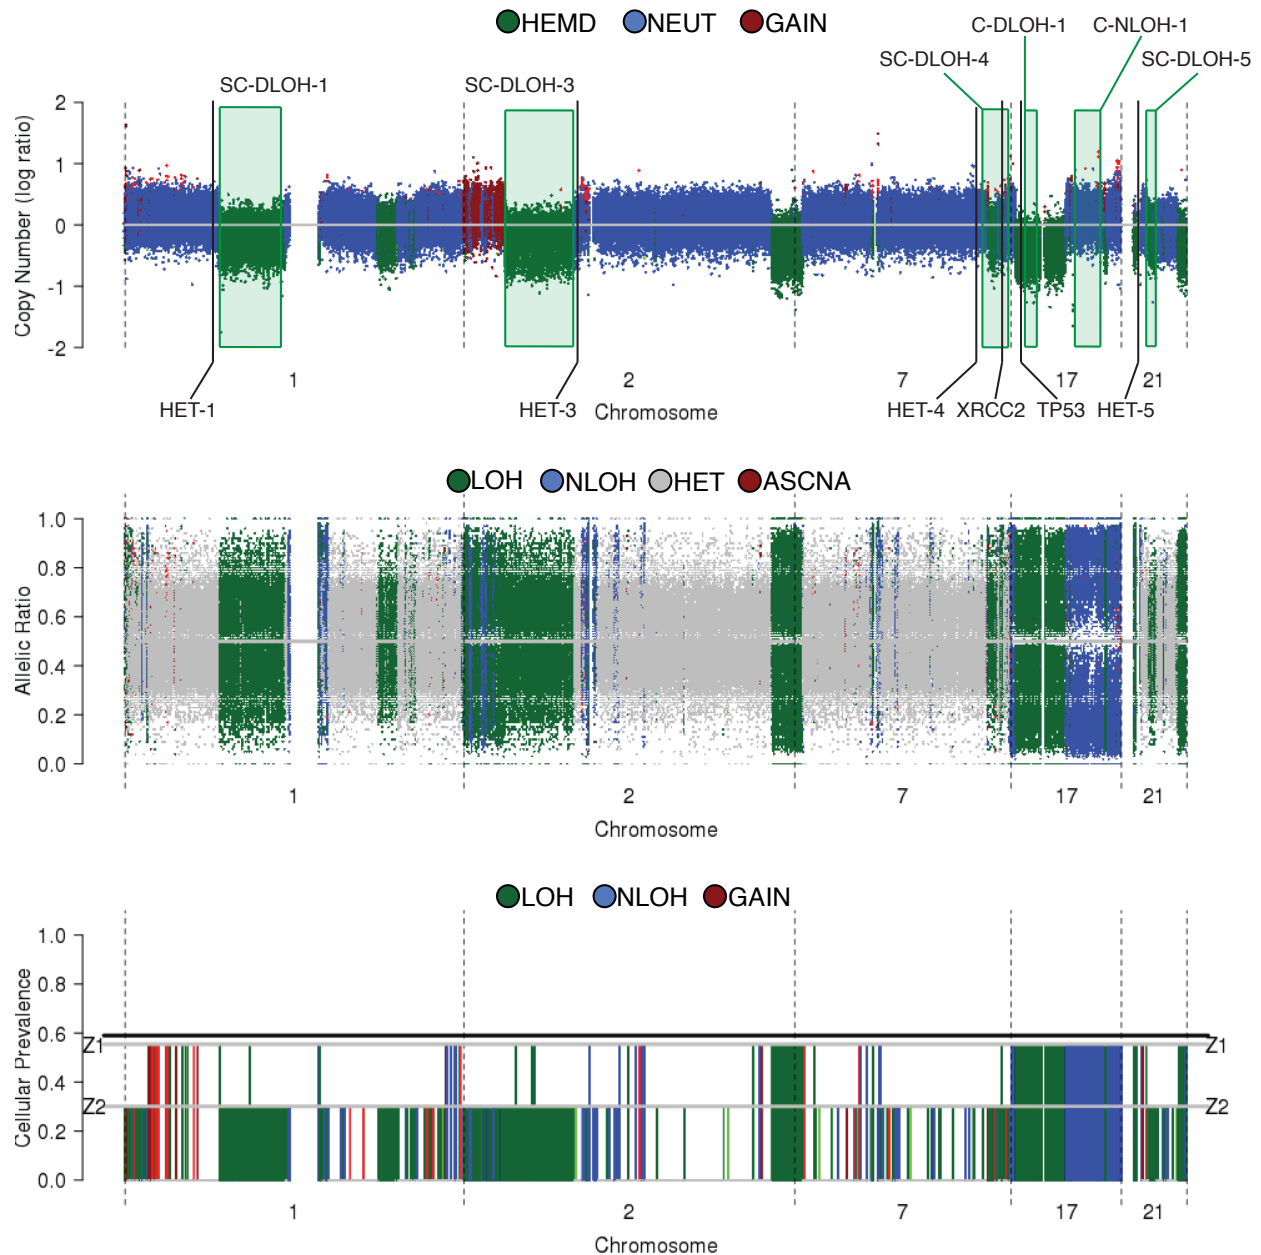 HEMD NEUT GAIN
C-DLOH-1 C-NLOH-1
SC-DLOH-4 SC-DLOH-5
SC-DLOH-1 SC-DLOH-3
Copy Number (log ratio)
2
1
0
-1
-2
1 2 7 17 21
HET-1 HET-3 HET-4 XRCC2 TP53 HET-5
Chromosome
LOH NLOH HET ASCNA
Allelic Ratio
1.0
0.8
0.6
0.4
0.2
0.0
1 2 7 17 21
Chromosome
LOH NLOH GAIN
Cellular Prevalence
1.0
0.8
0.6
Z1 Z1
0.4
Z2 Z2
0.2
0.0
1 2 7 17 21
Chromosome